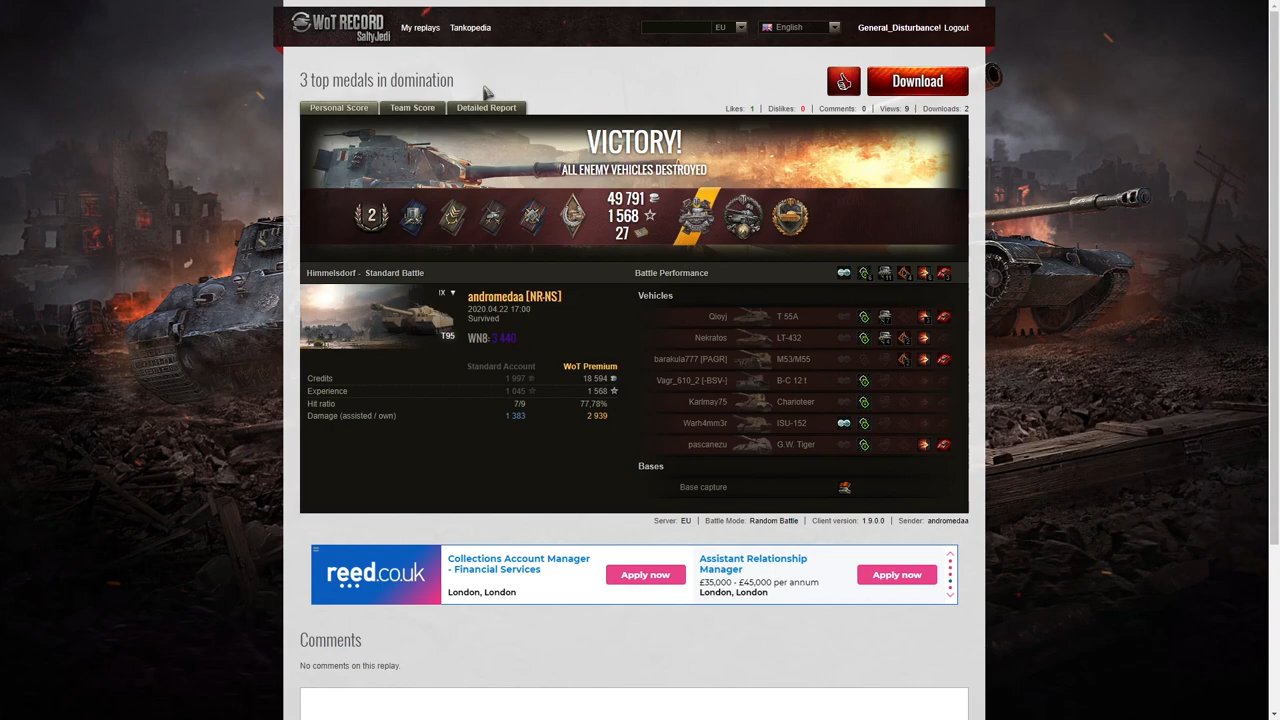 WoT RECORD
SaltyJedi
My replays
Tankopedia
EU
English
General_Disturbance! Logout
3 top medals in domination
Download
Personal Score
Team Score
Detailed Report
Likes: 1 | Dislikes: 0 | Comments: 0 | Views: 9 | Downloads: 2
VICTORY!
ALL ENEMY VEHICLES DESTROYED
2
49 791
1 568
27
Himmelsdorf - Standard Battle
Battle Performance
IX ▼
T95
andromedaa [NR-NS]
2020.04.22 17:00
Survived
WN8: 3 440
Standard Account
WoT Premium
Credits 1 997 18 594
Experience 1 045 1 568
Hit ratio 7/9 77,78%
Damage (assisted / own) 1 383 2 939
Vehicles
Qioyj T 55A
Nekratos LT-432
barakula777 [PAGR] M53/M55
Vagr_610_2 [-BSV-] B-C 12 t
Karlmay75 Charioteer
Warh4mm3r ISU-152
pascanezu G.W. Tiger
Bases
Base capture
Server: EU | Battle Mode: Random Battle | Client version: 1.9.0.0 | Sender: andromedaa
reed.co.uk
Collections Account Manager
- Financial Services
London, London
Apply now
Assistant Relationship
Manager
£35,000 - £45,000 per annum
London, London
Apply now
Comments
No comments on this replay.